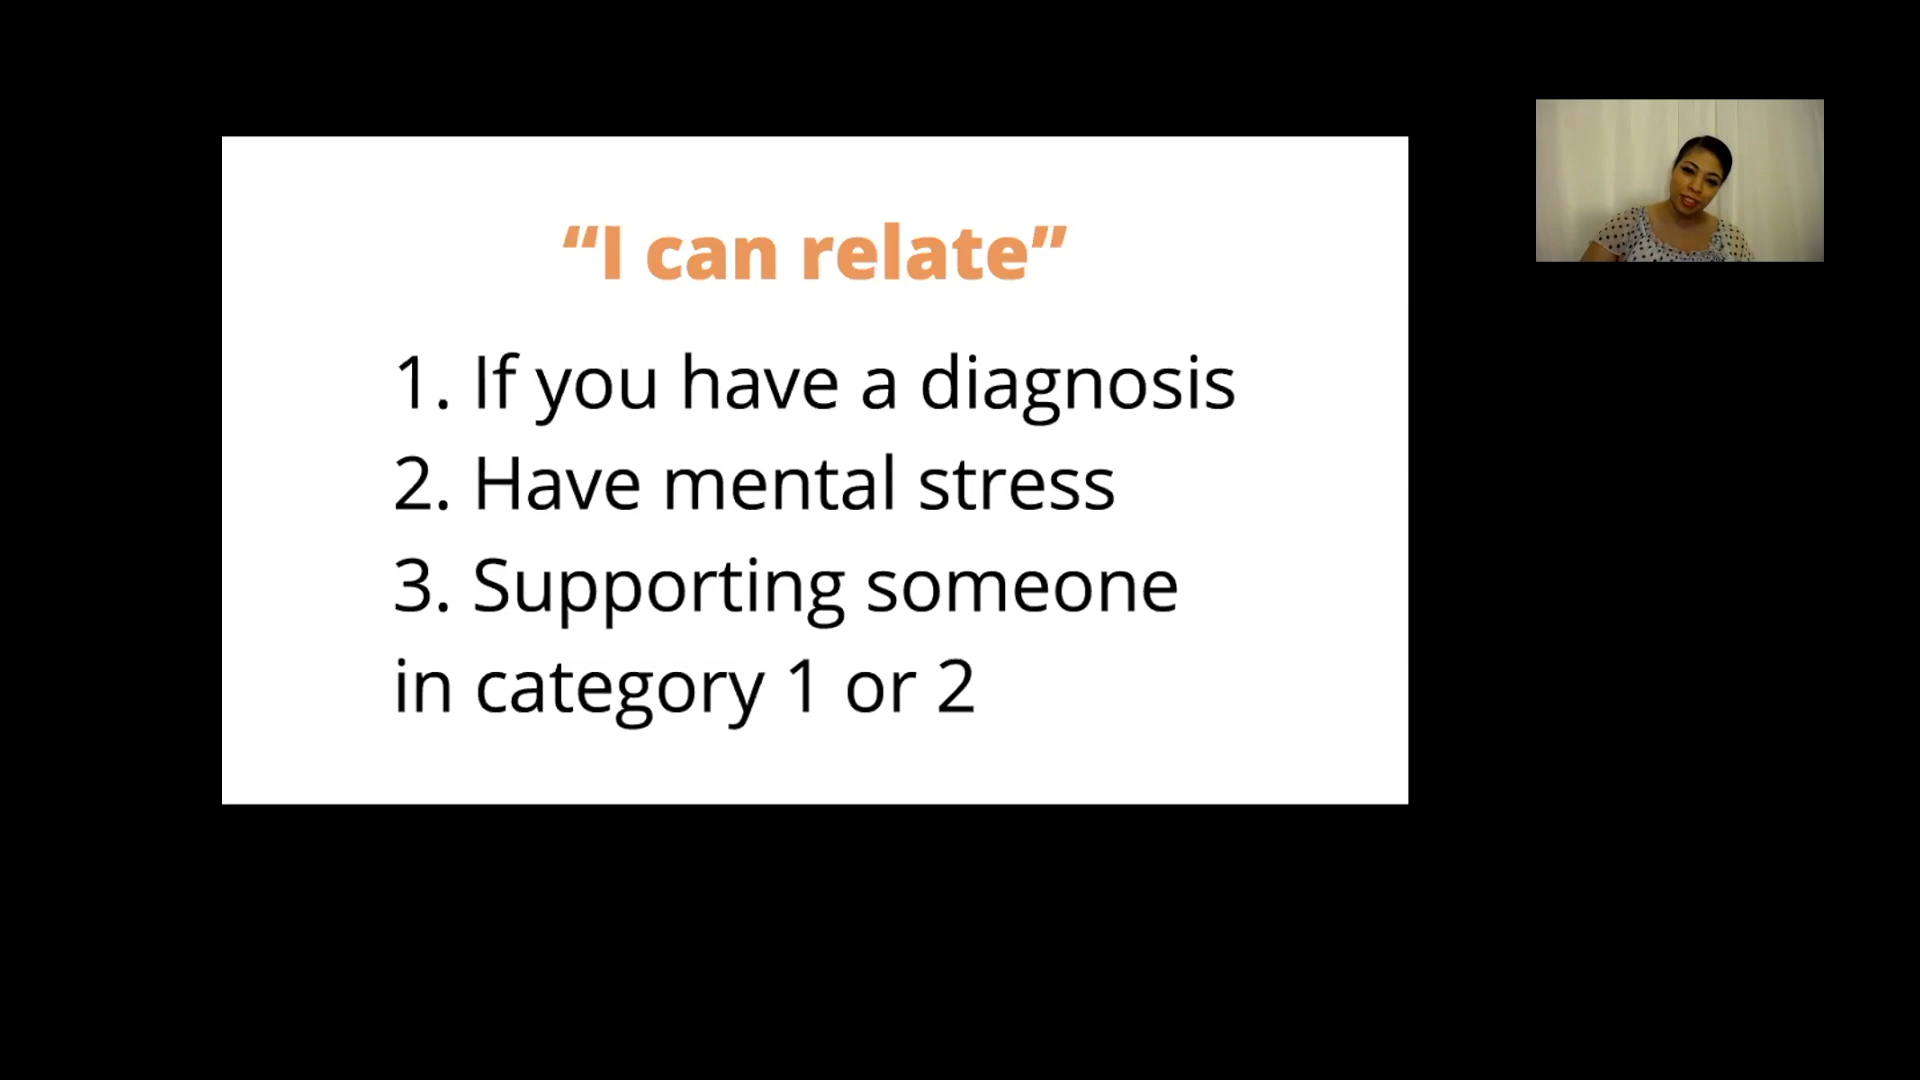 “I can relate”
1. If you have a diagnosis
2. Have mental stress
3. Supporting someone
in category 1 or 2